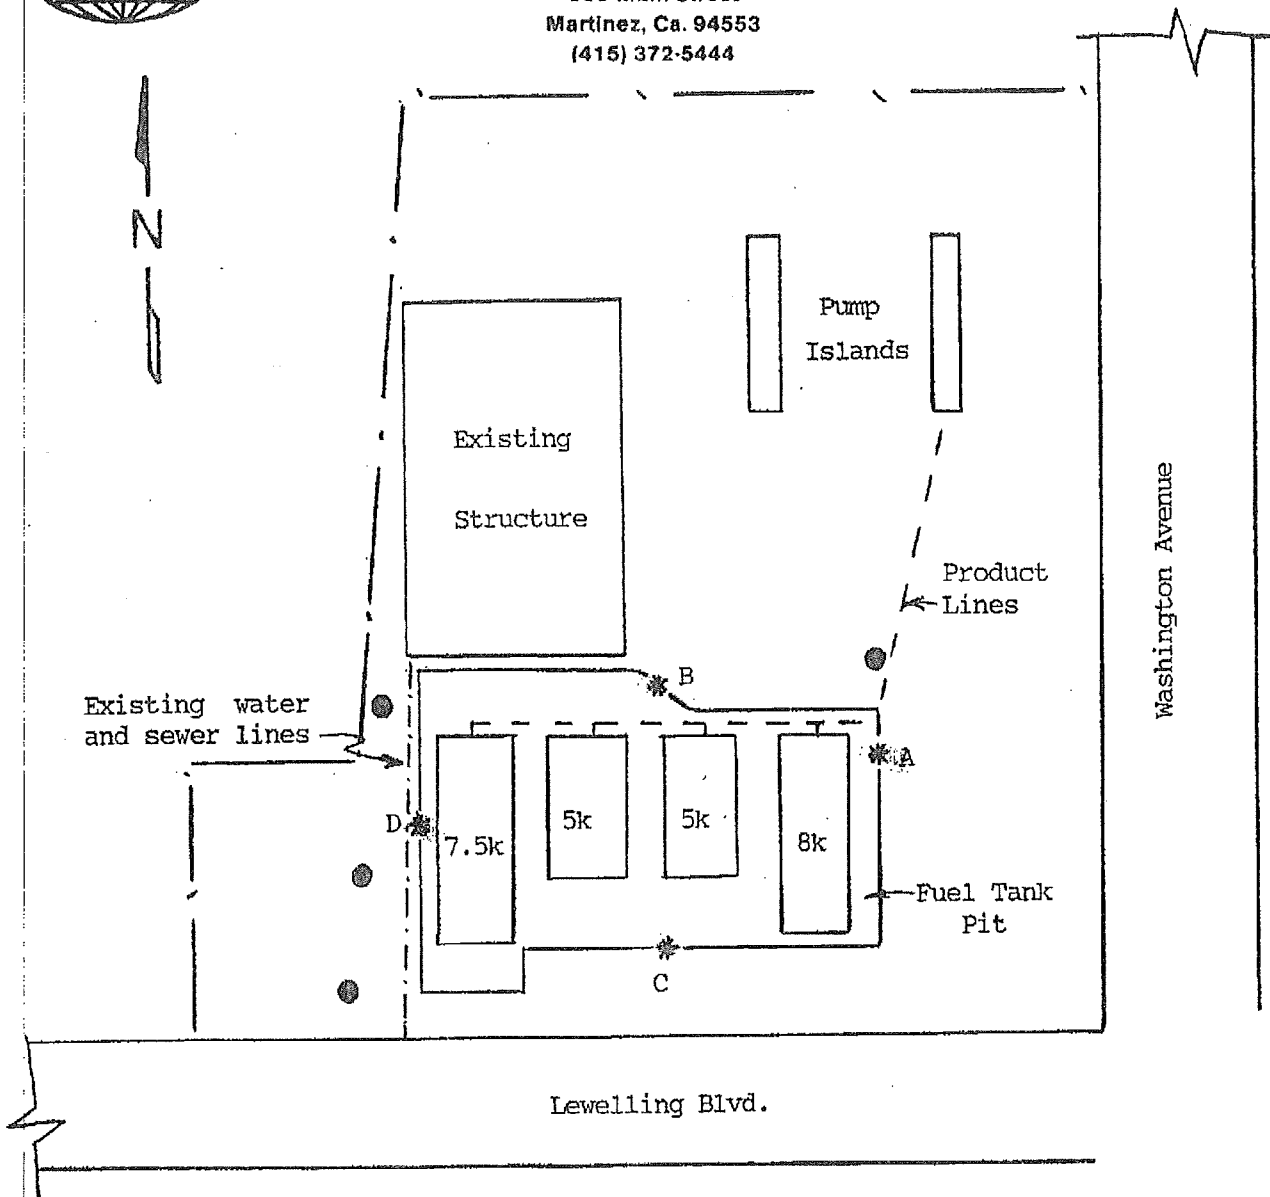 Martinez, Ca. 94553
(415) 372-5444
N
Pump
Islands
Existing
Structure
Product
Lines
Washington Avenue
B
Existing water
and sewer lines
A
D
7.5k
5k
5k
8k
Fuel Tank
Pit
C
Lewelling Blvd.